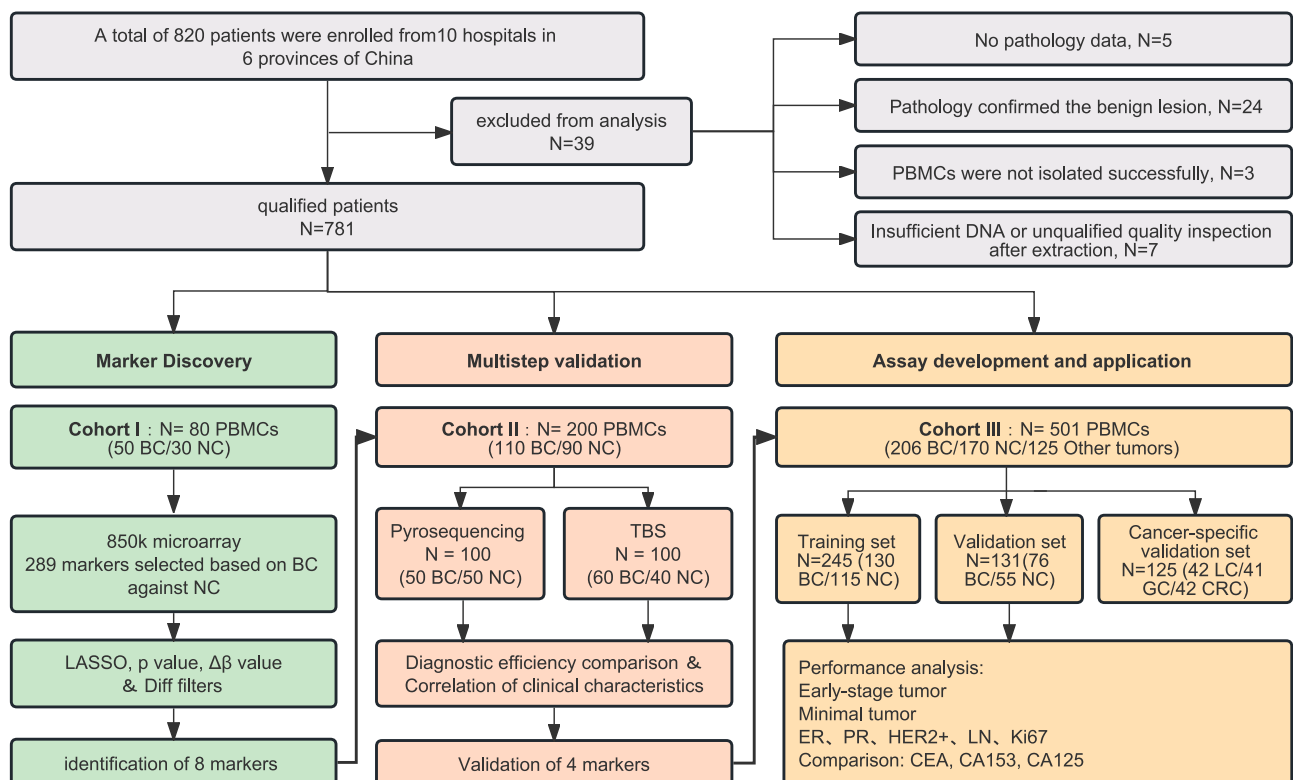 A total of 820 patients were enrolled from10 hospitals in
6 provinces of China
excluded from analysis
N=39
No pathology data, N=5
Pathology confirmed the benign lesion, N=24
PBMCs were not isolated successfully, N=3
Insufficient DNA or unqualified quality inspection
after extraction, N=7
qualified patients
N=781
Marker Discovery
Cohort I : N= 80 PBMCs
(50 BC/30 NC)
850k microarray
289 markers selected based on BC
against NC
LASSO, p value, Δβ value
& Diff filters
identification of 8 markers
Multistep validation
Cohort II : N= 200 PBMCs
(110 BC/90 NC)
Pyrosequencing
N = 100
(50 BC/50 NC)
TBS
N = 100
(60 BC/40 NC)
Diagnostic efficiency comparison &
Correlation of clinical characteristics
Validation of 4 markers
Assay development and application
Cohort III : N= 501 PBMCs
(206 BC/170 NC/125 Other tumors)
Training set
N=245 (130
BC/115 NC)
Validation set
N=131(76
BC/55 NC)
Cancer-specific
validation set
N=125 (42 LC/41
GC/42 CRC)
Performance analysis:
Early-stage tumor
Minimal tumor
ER、PR、HER2+、LN、Ki67
Comparison: CEA, CA153, CA125